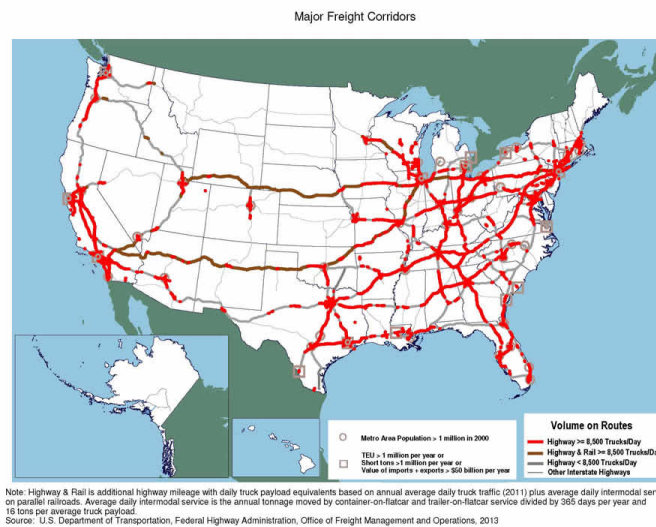 Major Freight Corridors
Metro Area Population > 1 million in 2000
TEU > 1 million per year or
Short tons >1 million per year or
Value of imports + exports > $50 billion per year
Volume on Routes
Highway >= 8,500 Trucks/Day
Highway & Rail >= 8,500 Trucks/Da
Highway < 8,500 Trucks/Day
Other Interstate Highways
Note: Highway & Rail is additional highway mileage with daily truck payload equivalents based on annual average daily truck traffic (2011) plus average daily intermodal ser
on parallel railroads. Average daily intermodal service is the annual tonnage moved by container-on-flatcar and trailer-on-flatcar service divided by 365 days per year and
16 tons per average truck payload.
Source: U.S. Department of Transportation, Federal Highway Administration, Office of Freight Management and Operations, 2013